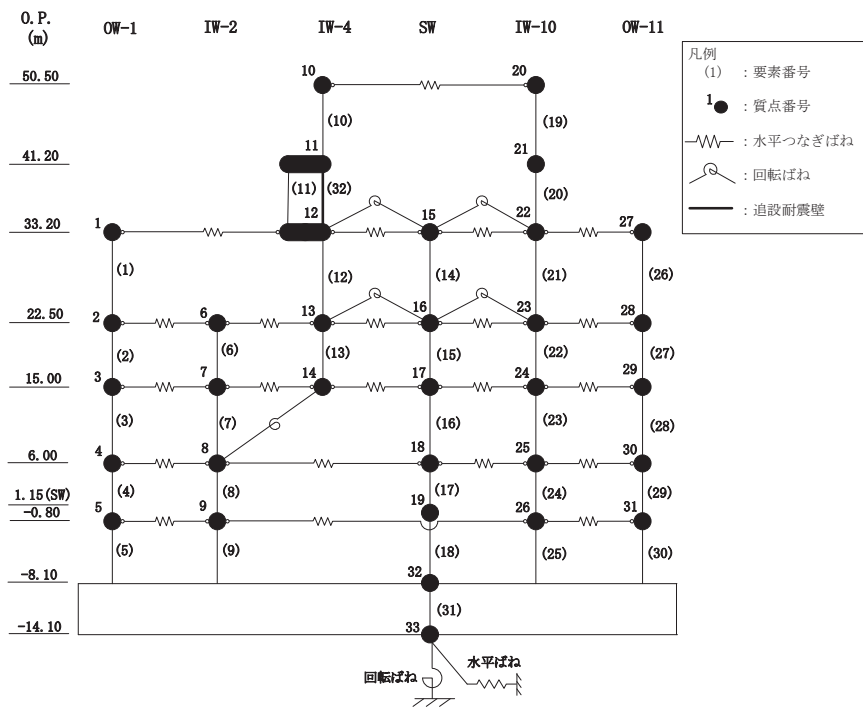 O.P.
(m)
OW-1 IW-2 IW-4 SW IW-10 OW-11
50.50 10 20
(10) (19)
41.20 11 21
(11) (32) (20)
33.20 1 12 15 22 27
(1) (12) (14) (21) (26)
22.50 2 6 13 16 23 28
(2) (6) (13) (15) (22) (27)
15.00 3 7 14 17 24 29
(3) (7) (16) (23) (28)
6.00 4 8 18 25 30
(4) (8) (17) (24) (29)
1.15(SW) 19
-0.80 5 9 26 31
(5) (9) (18) (25) (30)
-8.10 32
(31)
-14.10 33
回転ばね 水平ばね
凡例
(1) : 要素番号
1 : 質点番号
: 水平つなぎばね
: 回転ばね
: 追設耐震壁